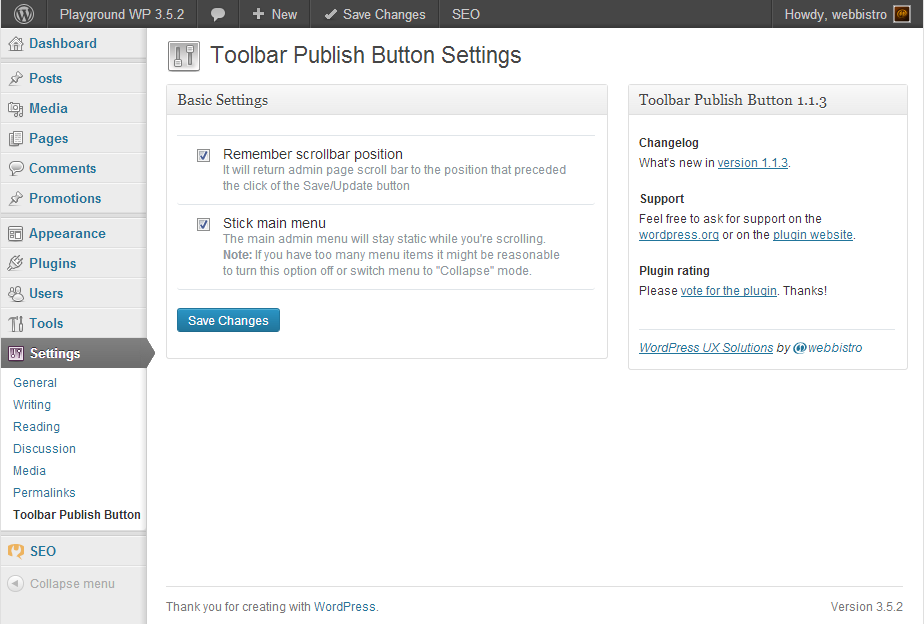 Playground WP 3.5.2 New Save Changes SEO Howdy, webbistro
Dashboard
Posts
Media
Pages
Comments
Promotions
Appearance
Plugins
Users
Tools
Settings
General
Writing
Reading
Discussion
Media
Permalinks
Toolbar Publish Button
SEO
Collapse menu
Toolbar Publish Button Settings
Basic Settings
Remember scrollbar position
It will return admin page scroll bar to the position that preceded
the click of the Save/Update button
Stick main menu
The main admin menu will stay static while you're scrolling.
Note: If you have too many menu items it might be reasonable
to turn this option off or switch menu to "Collapse" mode.
Save Changes
Toolbar Publish Button 1.1.3
Changelog
What's new in version 1.1.3.
Support
Feel free to ask for support on the
wordpress.org or on the plugin website.
Plugin rating
Please vote for the plugin. Thanks!
WordPress UX Solutions by webbistro
Thank you for creating with WordPress.
Version 3.5.2